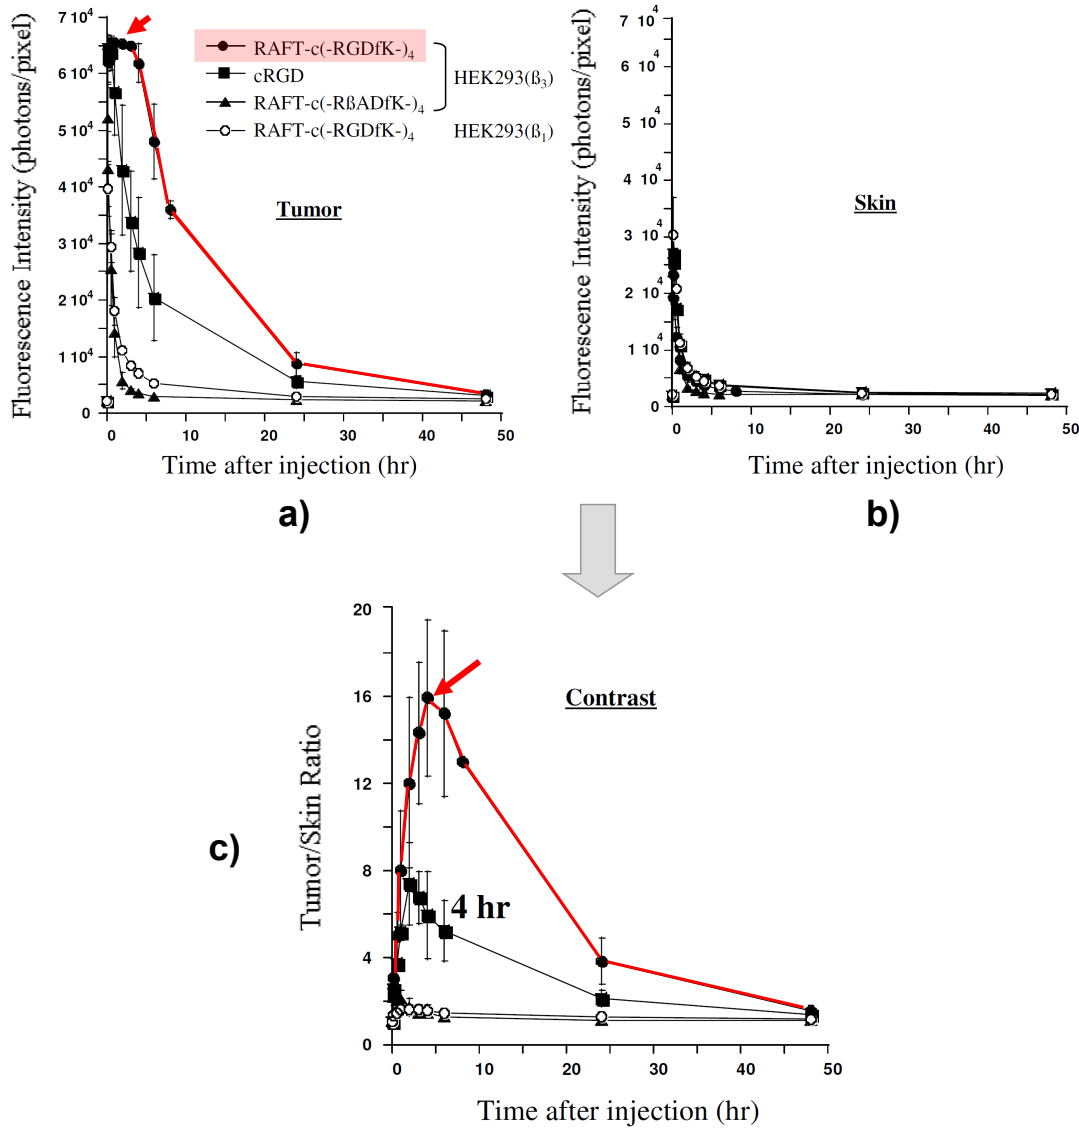 7 10⁴
6 10⁴
5 10⁴
4 10⁴
3 10⁴
2 10⁴
1 10⁴
0
Fluorescence Intensity (photons/pixel)
RAFT-c(-RGDfK-)₄
cRGD
RAFT-c(-RßADfK-)₄
HEK293(ß₃)
RAFT-c(-RGDfK-)₄ HEK293(ß₁)
Tumor
0 10 20 30 40 50
Time after injection (hr)
a)
7 10⁴
6 10⁴
5 10⁴
4 10⁴
3 10⁴
2 10⁴
1 10⁴
0
Fluorescence Intensity (photons/pixel)
Skin
0 10 20 30 40 50
Time after injection (hr)
b)
c)
20
16
12
8
4
0
Tumor/Skin Ratio
Contrast
4 hr
0 10 20 30 40 50
Time after injection (hr)